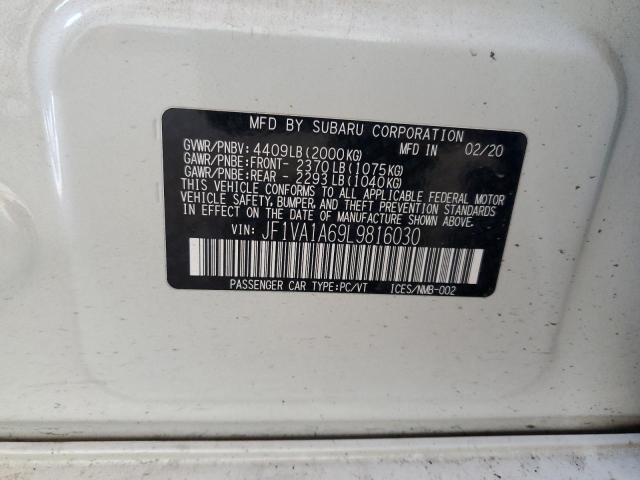 MFD BY SUBARU CORPORATION
GVWR/PNBV: 4409LB(2000KG) MFD IN 02/20
GAWR/PNBE:FRONT- 2370LB(1075KG)
GAWR/PNBE:REAR - 2293LB(1040KG)
THIS VEHICLE CONFORMS TO ALL APPLICABLE FEDERAL MOTOR
VEHICLE SAFETY, BUMPER, AND THEFT PREVENTION STANDARDS
IN EFFECT ON THE DATE OF MANUFACTURE SHOWN ABOVE.
VIN: JF1VA1A69L9816030
PASSENGER CAR TYPE:PC/VT ICES/NMB-002